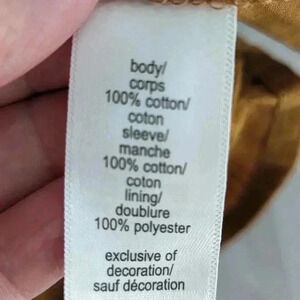 body/
corps
100% cotton/
coton
sleeve/
manche
100% cotton/
coton
lining/
doublure
100% polyester
exclusive of
decoration/
sauf décoration